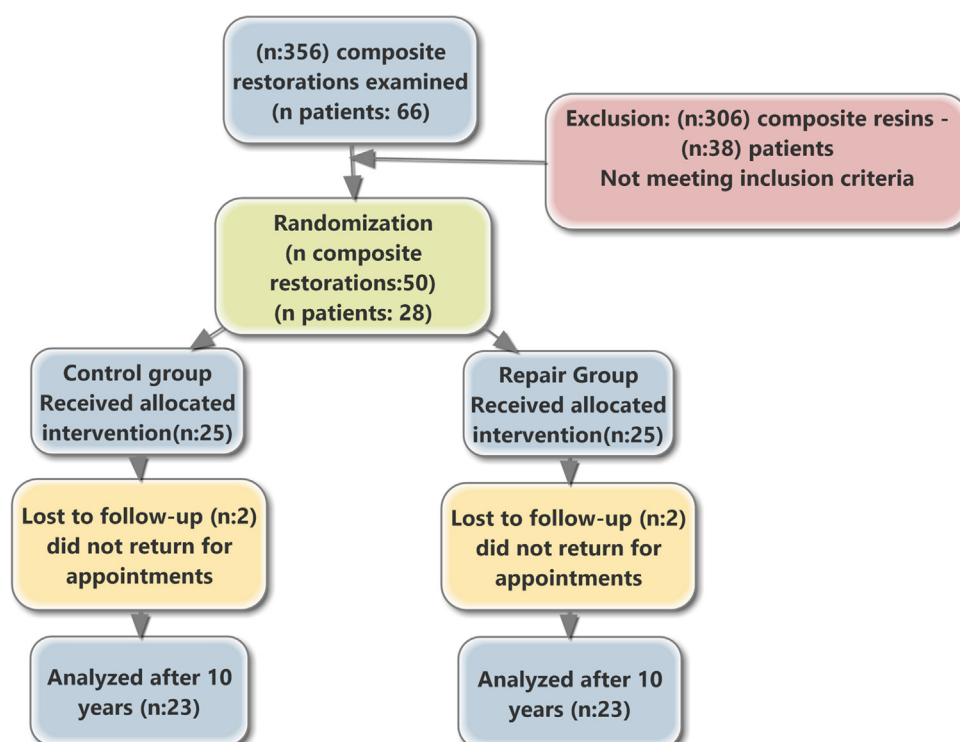 (n:356) composite
restorations examined
(n patients: 66)
Exclusion: (n:306) composite resins -
(n:38) patients
Not meeting inclusion criteria
Randomization
(n composite
restorations:50)
(n patients: 28)
Control group
Received allocated
intervention(n:25)
Repair Group
Received allocated
intervention(n:25)
Lost to follow-up (n:2)
did not return for
appointments
Lost to follow-up (n:2)
did not return for
appointments
Analyzed after 10
years (n:23)
Analyzed after 10
years (n:23)